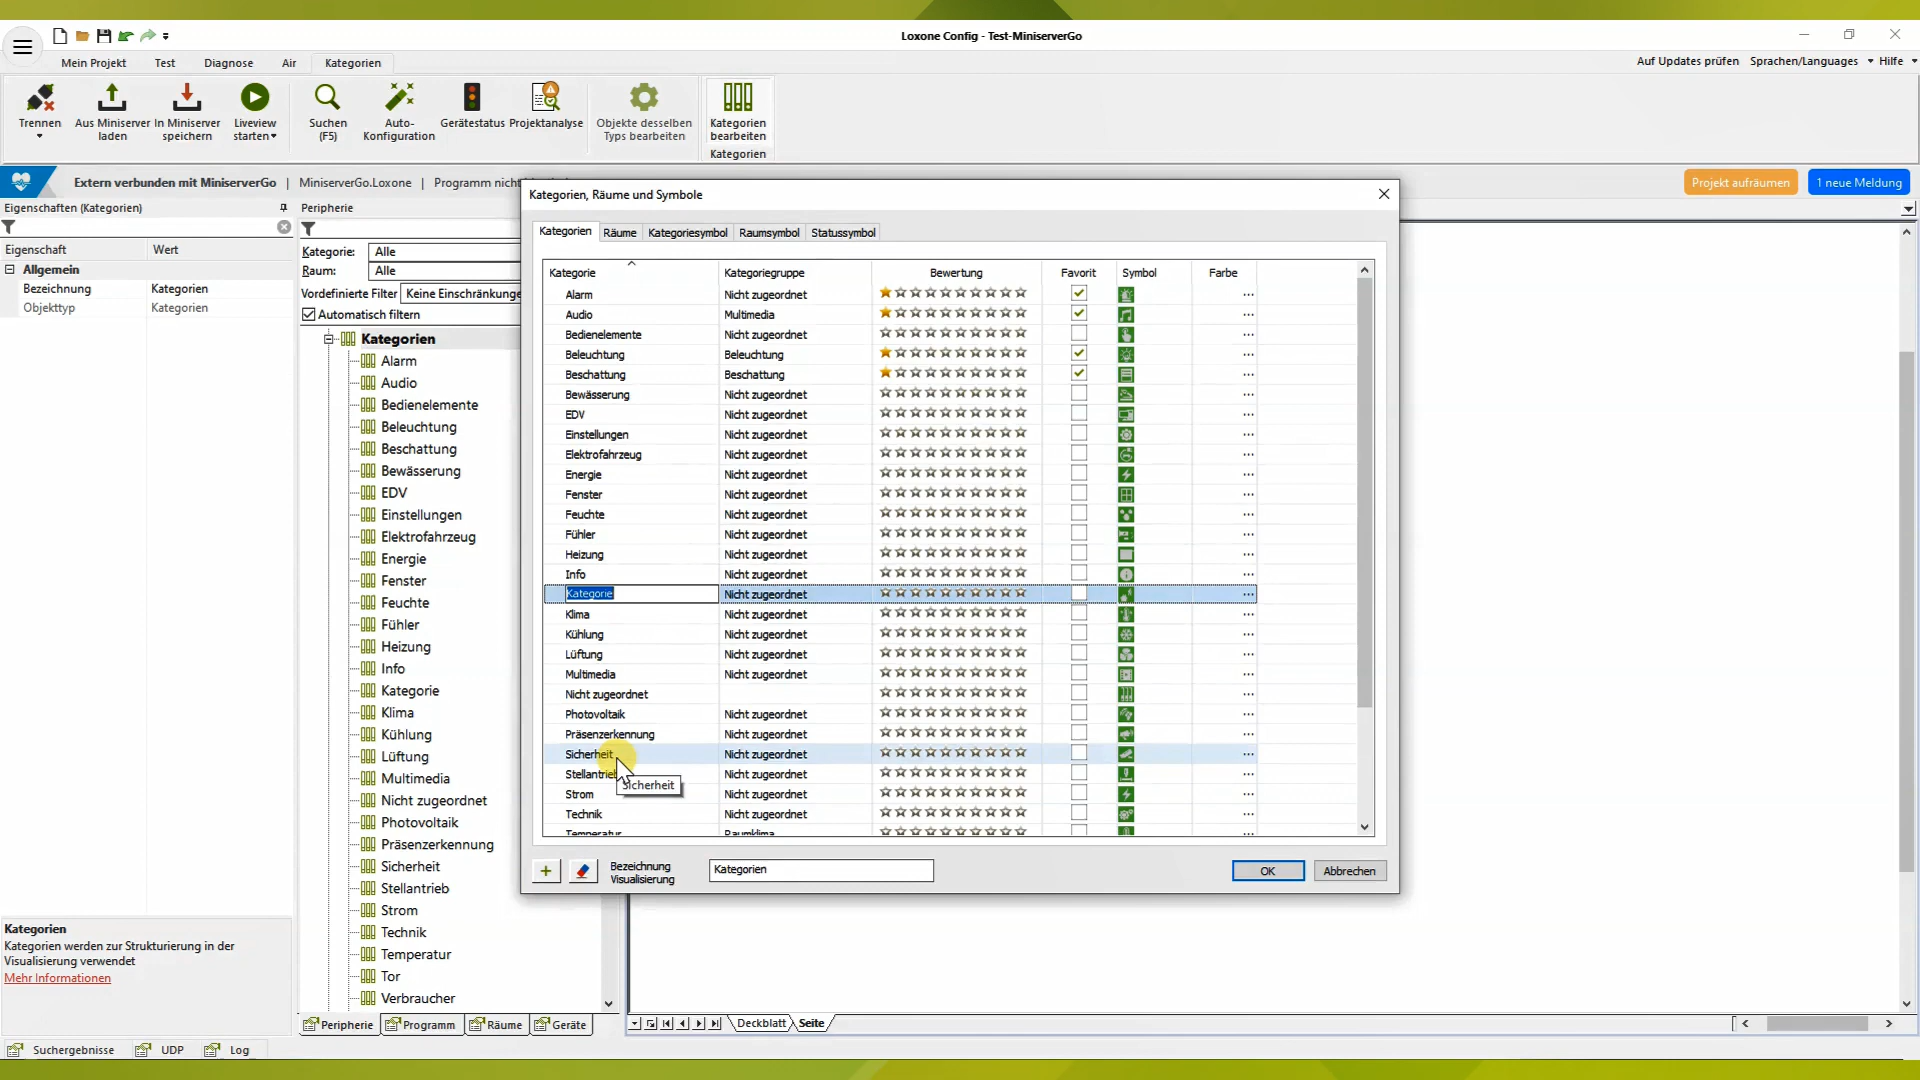 Loxone Config - Test-MiniserverGo
Mein Projekt
Test
Diagnose
Air
Kategorien
Auf Updates prüfen
Sprachen/Languages
Hilfe
Trennen
Aus Miniserver
laden
In Miniserver
speichern
Liveview
starten
Suchen
(F5)
Auto-
Konfiguration
Gerätestatus
Projektanalyse
Objekte desselben
Typs bearbeiten
Kategorien
bearbeiten
Kategorien
Extern verbunden mit MiniserverGo | MiniserverGo.Loxone | Programm nicht
Projekt aufräumen
1 neue Meldung
Eigenschaften (Kategorien)
Eigenschaft
Wert
Allgemein
Bezeichnung
Kategorien
Objekttyp
Kategorien
Kategorien
Kategorien werden zur Strukturierung in der
Visualisierung verwendet
Mehr Informationen
Peripherie
Kategorie:
Alle
Raum:
Alle
Vordefinierte Filter
Keine Einschränkunge
Automatisch filtern
Kategorien
Alarm
Audio
Bedienelemente
Beleuchtung
Beschattung
Bewässerung
EDV
Einstellungen
Elektrofahrzeug
Energie
Fenster
Feuchte
Fühler
Heizung
Info
Kategorie
Klima
Kühlung
Lüftung
Multimedia
Nicht zugeordnet
Photovoltaik
Präsenzerkennung
Sicherheit
Stellantrieb
Strom
Technik
Temperatur
Tor
Verbraucher
Peripherie
Programm
Räume
Geräte
Kategorien, Räume und Symbole
Kategorien
Räume
Kategoriesymbol
Raumsymbol
Statussymbol
Kategorie
Kategoriegruppe
Bewertung
Favorit
Symbol
Farbe
Alarm
Nicht zugeordnet
...
Audio
Multimedia
...
Bedienelemente
Nicht zugeordnet
...
Beleuchtung
Beleuchtung
...
Beschattung
Beschattung
...
Bewässerung
Nicht zugeordnet
...
EDV
Nicht zugeordnet
...
Einstellungen
Nicht zugeordnet
...
Elektrofahrzeug
Nicht zugeordnet
...
Energie
Nicht zugeordnet
...
Fenster
Nicht zugeordnet
...
Feuchte
Nicht zugeordnet
...
Fühler
Nicht zugeordnet
...
Heizung
Nicht zugeordnet
...
Info
Nicht zugeordnet
...
Kategorie
Nicht zugeordnet
...
Klima
Nicht zugeordnet
...
Kühlung
Nicht zugeordnet
...
Lüftung
Nicht zugeordnet
...
Multimedia
Nicht zugeordnet
...
Nicht zugeordnet
...
Photovoltaik
Nicht zugeordnet
...
Präsenzerkennung
Nicht zugeordnet
...
Sicherheit
Nicht zugeordnet
...
Stellantrieb
Nicht zugeordnet
...
Sicherheit
Strom
Nicht zugeordnet
...
Technik
Nicht zugeordnet
...
Temperatur
Raumklima
...
Bezeichnung
Visualisierung
Kategorien
OK
Abbrechen
Deckblatt
Seite
Suchergebnisse
UDP
Log